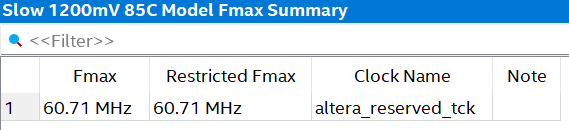 Slow 1200mV 85C Model Fmax Summary
<<Filter>>
Fmax Restricted Fmax Clock Name Note
1 60.71 MHz 60.71 MHz altera_reserved_tck